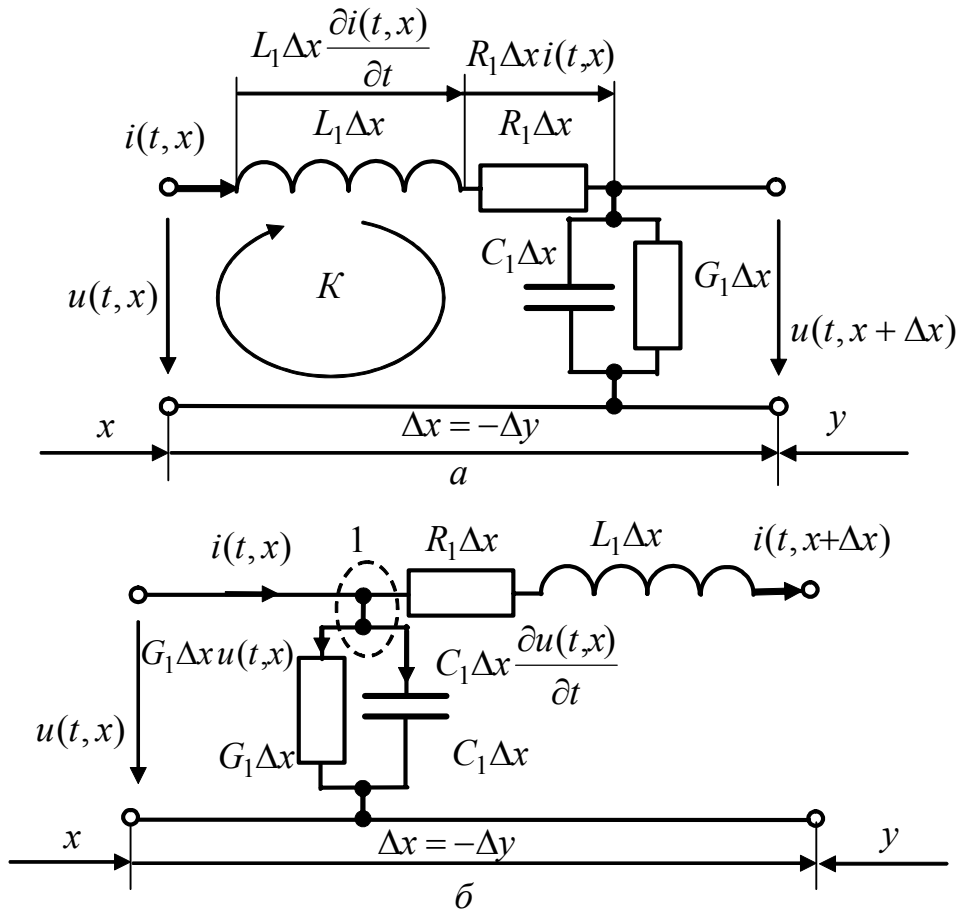 L₁Δx ∂i(t,x)/∂t R₁Δx i(t,x)
L₁Δx R₁Δx
i(t,x)
C₁Δx
G₁Δx
К
u(t,x)
u(t,x + Δx)
x Δx = −Δy y
а
i(t,x) 1 R₁Δx L₁Δx i(t,x+Δx)
G₁Δx u(t,x) C₁Δx ∂u(t,x)/∂t
u(t,x)
G₁Δx C₁Δx
x Δx = −Δy y
б